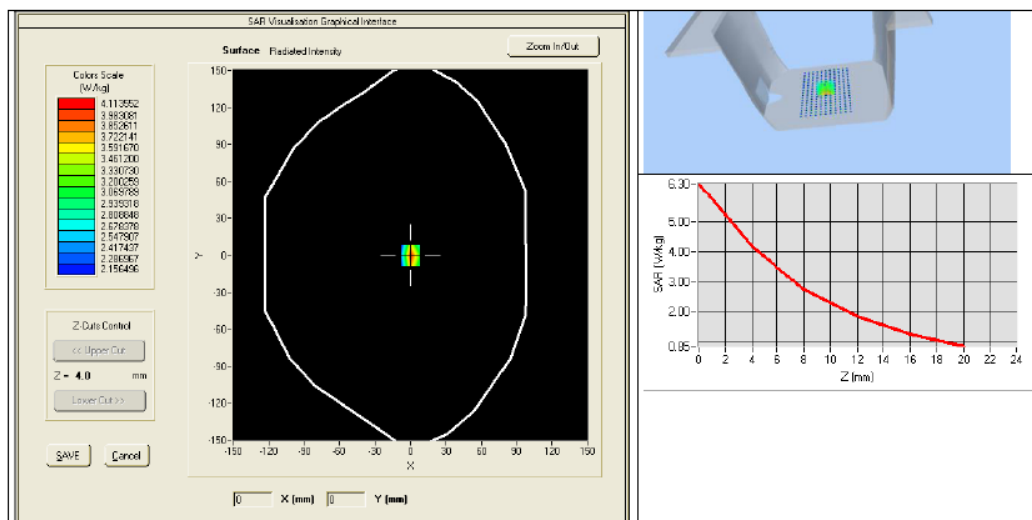 SAR Visualisation Graphical Interface
Surface Radiated Intensity
Zoom In/Out
Colors Scale
(W/kg)
4.113952
3.983081
3.852611
3.722141
3.591670
3.461200
3.330730
3.200259
3.069789
2.939318
2.808848
2.678378
2.547907
2.417437
2.286967
2.156496
Z-Cuts Control
<< Upper Cut
Z - 4.0 mm
Lower Cut >>
SAVE
Cancel
150-
120-
90-
60-
30-
0-
-30-
-60-
-90-
-120-
-150-
Y
-150 -120 -90 -60 -30 0 30 60 90 120 150
X
0 X (mm) 0 Y (mm)
6.30
5.00
4.00
3.00
2.00
0.85
SAR (W/kg)
0 2 4 6 8 10 12 14 16 18 20 22 24
Z (mm)